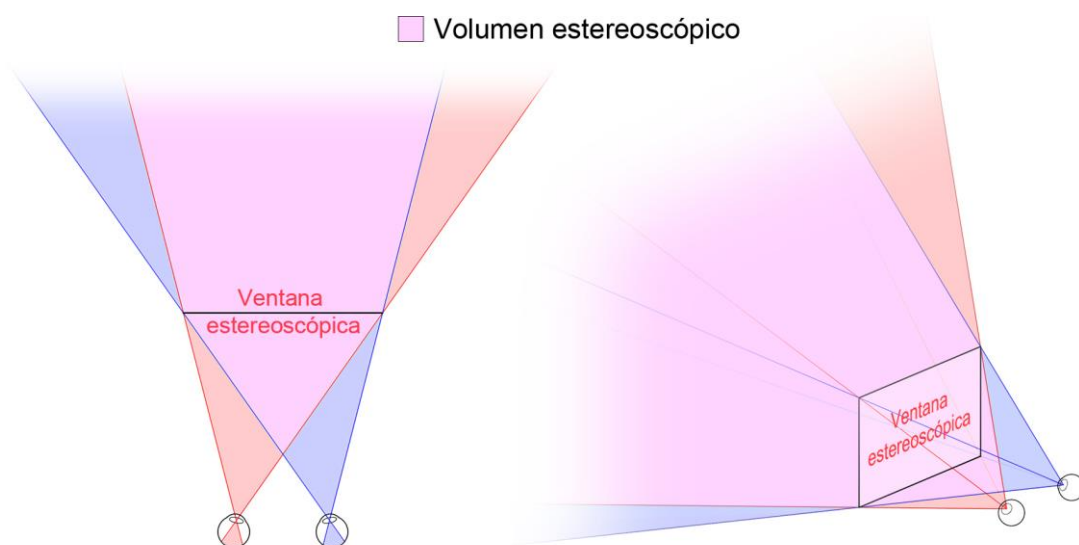 Volumen estereoscópico
Ventana
estereoscópica
Ventana
estereoscópica